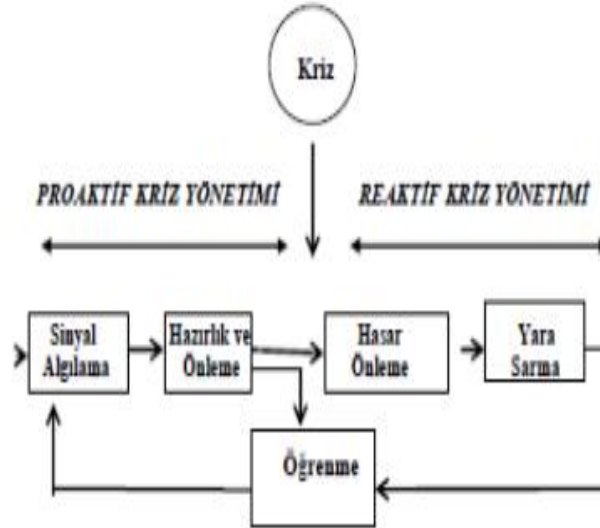 Kriz
PROAKTİF KRİZ YÖNETİMİ
REAKTİF KRİZ YÖNETİMİ
Sinyal
Algılama
Hazırlık ve
Önleme
Hasar
Önleme
Yara
Sarma
Öğrenme